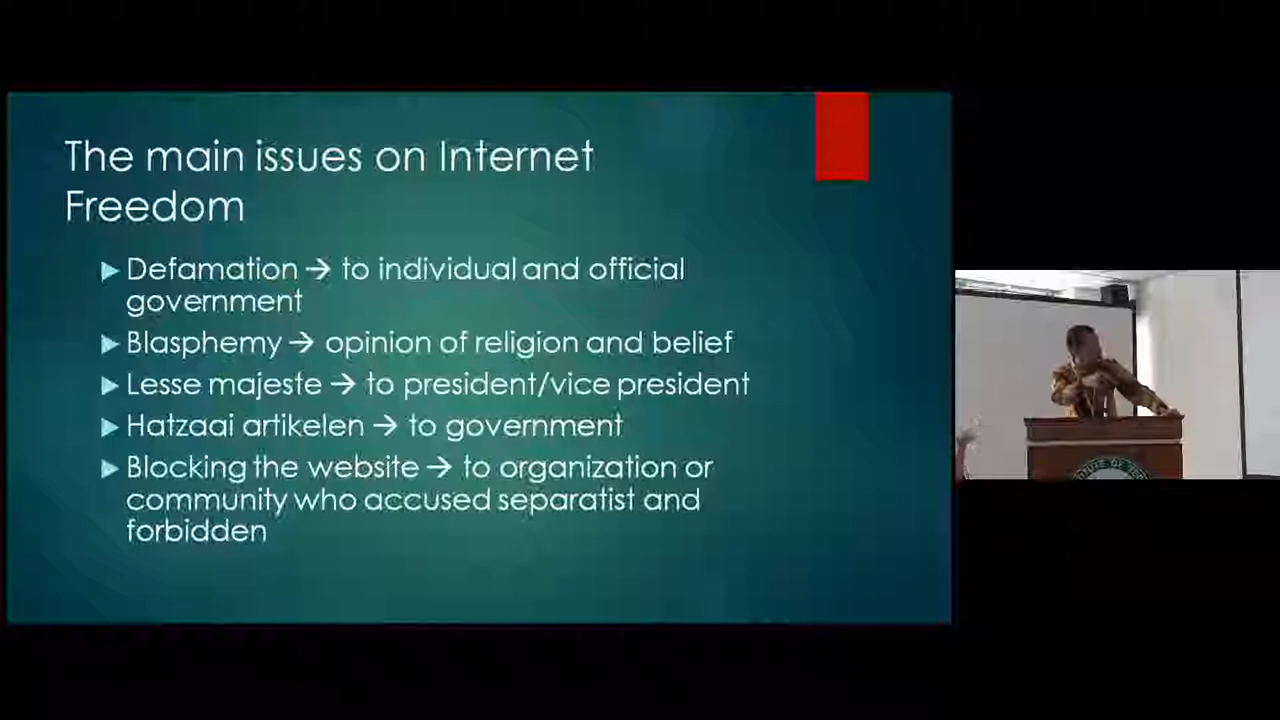 The main issues on Internet
Freedom
▶ Defamation → to individual and official
government
▶ Blasphemy → opinion of religion and belief
▶ Lesse majeste → to president/vice president
▶ Hatzaai artikelen → to government
▶ Blocking the website → to organization or
community who accused separatist and
forbidden